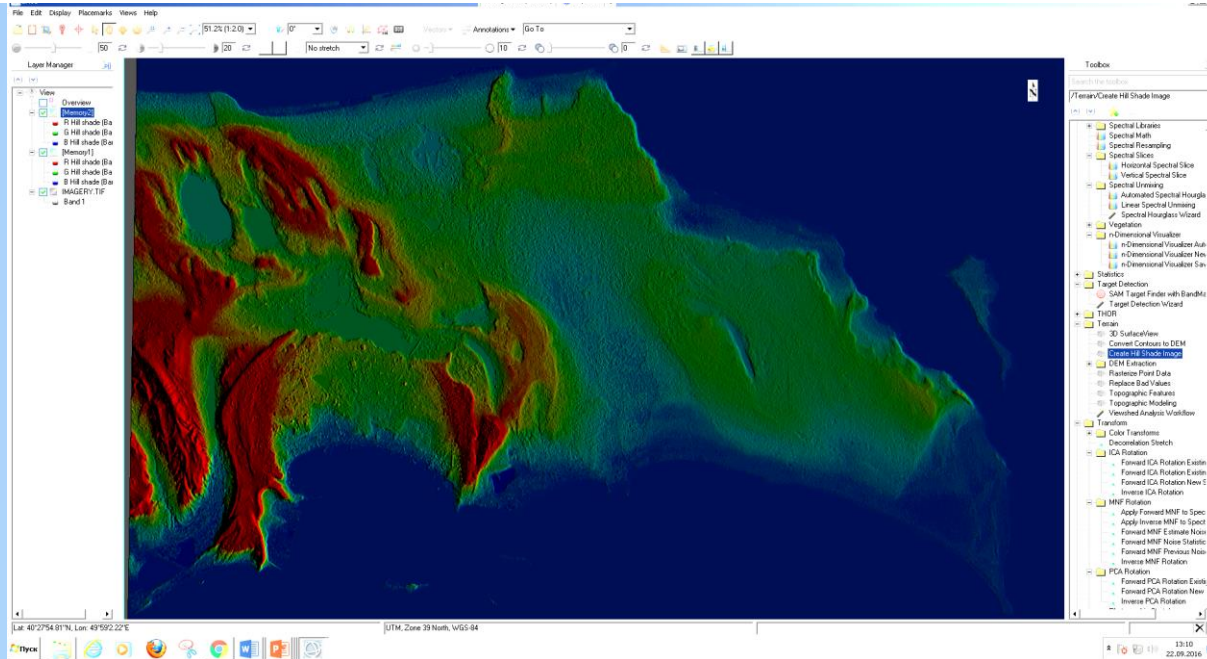 File Edit Display Placemarks Views Help
51.2% (1:2.0) 0° Vectors Annotations Go To
50 20 No stretch 10 0
Layer Manager
View
Overview
[Memory2]
R Hill shade (Ba
G Hill shade (Ba
B Hill shade (Ba
[Memory1]
R Hill shade (Ba
G Hill shade (Ba
B Hill shade (Ba
IMAGERY.TIF
Band 1
Toolbox
Search the toolbox
/Terrain/Create Hill Shade Image
Spectral Libraries
Spectral Math
Spectral Resampling
Spectral Slices
Horizontal Spectral Slice
Vertical Spectral Slice
Spectral Unmixing
Automated Spectral Hourgla
Linear Spectral Unmixing
Spectral Hourglass Wizard
Vegetation
n-Dimensional Visualizer
n-Dimensional Visualizer Aut
n-Dimensional Visualizer Nev
n-Dimensional Visualizer Sav
Statistics
Target Detection
SAM Target Finder with BandMa
Target Detection Wizard
THOR
Terrain
3D SurfaceView
Convert Contours to DEM
Create Hill Shade Image
DEM Extraction
Rasterize Point Data
Replace Bad Values
Topographic Features
Topographic Modeling
Viewshed Analysis Workflow
Transform
Color Transforms
Decorrelation Stretch
ICA Rotation
Forward ICA Rotation Existin
Forward ICA Rotation Existin
Forward ICA Rotation New S
Inverse ICA Rotation
MNF Rotation
Apply Forward MNF to Spec
Apply Inverse MNF to Spect
Forward MNF Estimate Nois
Forward MNF Noise Statistic
Forward MNF Previous Nois
Inverse MNF Rotation
PCA Rotation
Forward PCA Rotation Existi
Forward PCA Rotation New
Inverse PCA Rotation
Lat: 40°27'54.81"N, Lon: 49°59'2.22"E UTM, Zone 39 North, WGS-84
Пуск
13:10
22.09.2016